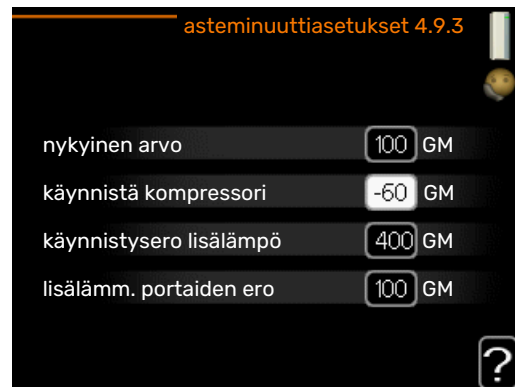 asteminuuttiasetukset 4.9.3
nykyinen arvo 100 GM
käynnistä kompressori -60 GM
käynnistysero lisälämpö 400 GM
lisälämm. portaiden ero 100 GM
?